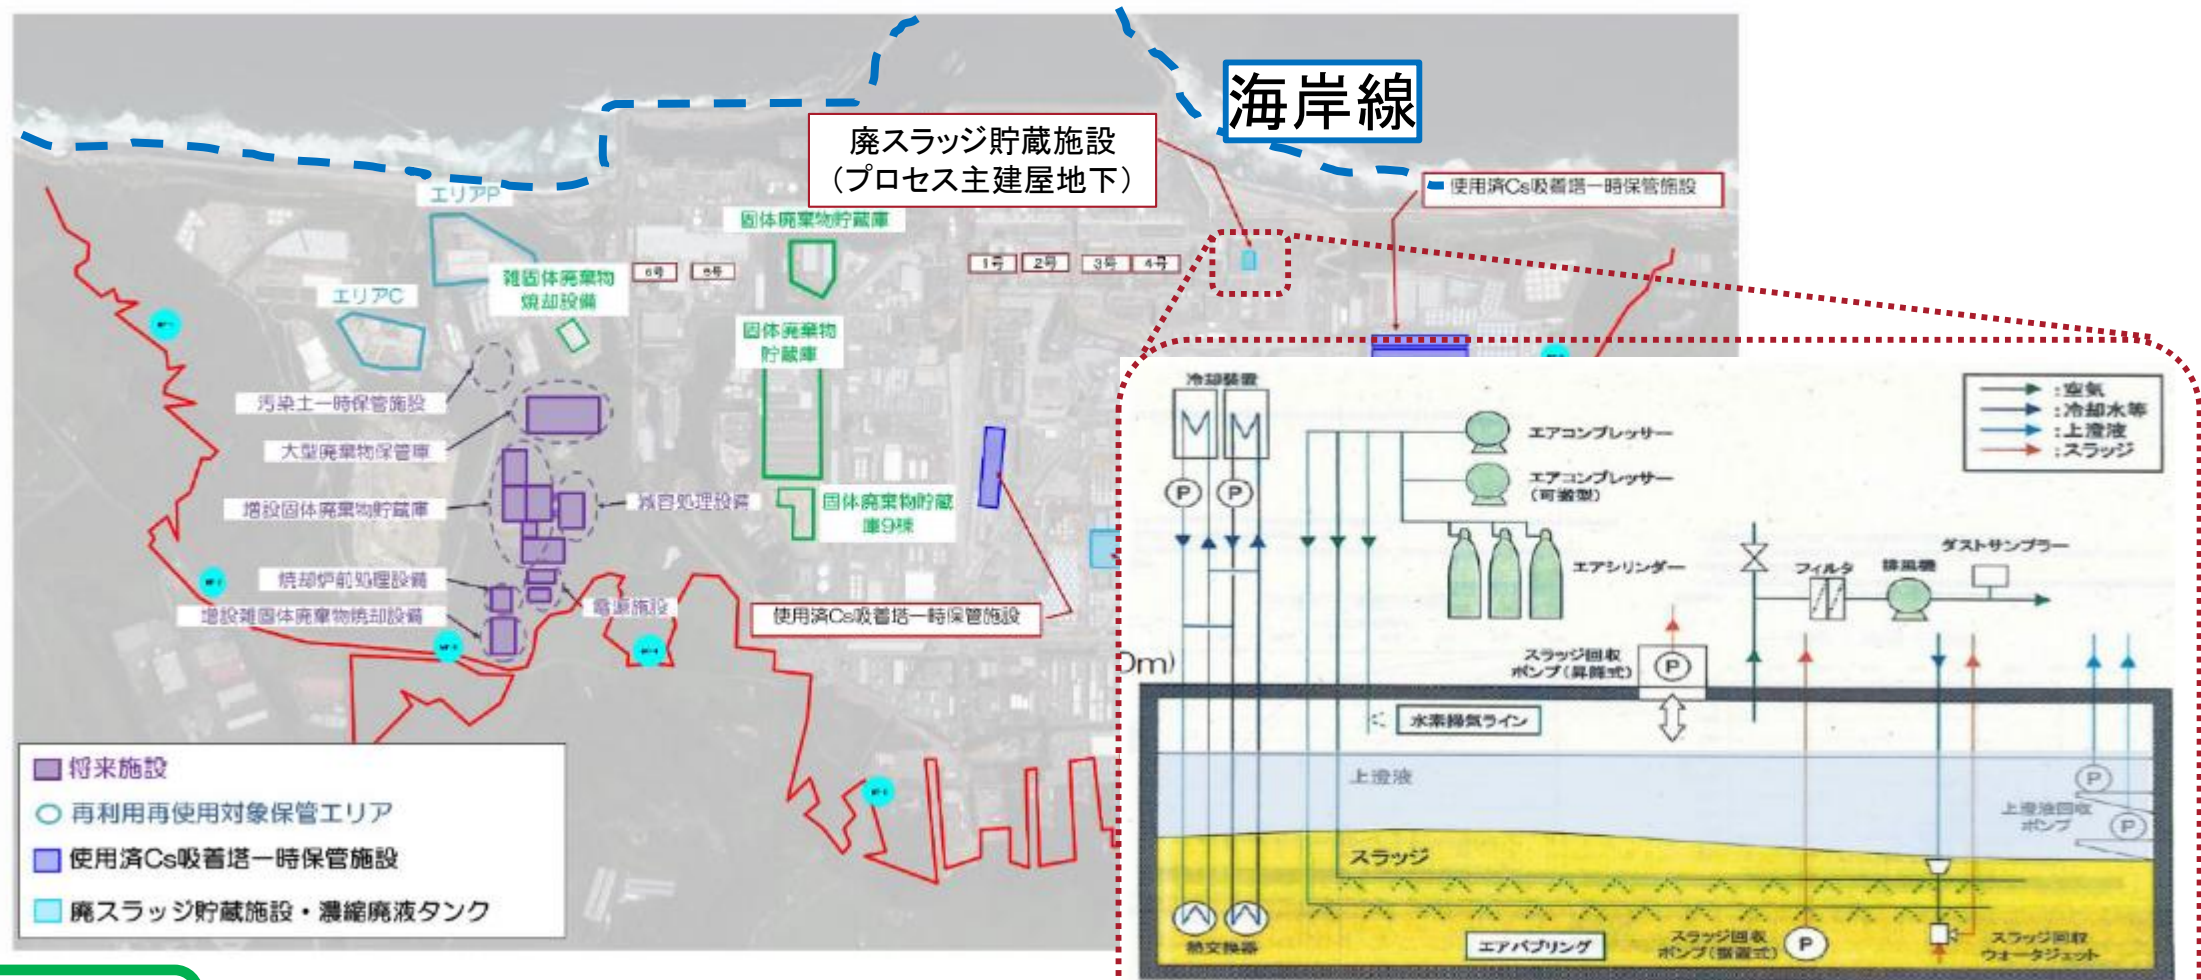 海岸線
廃スラッジ貯蔵施設
（プロセス主建屋地下）
使用済Cs吸着塔一時保管施設
エリアP
固体廃棄物貯蔵庫
雑固体廃棄物
焼却設備
6号
5号
1号
2号
3号
4号
エリアC
固体廃棄物
貯蔵庫
汚染土一時保管施設
大型廃棄物保管庫
増設固体廃棄物貯蔵庫
減容処理設備
固体廃棄物貯蔵
庫9棟
焼却炉前処理設備
増設雑固体廃棄物焼却設備
電源施設
使用済Cs吸着塔一時保管施設
将来施設
再利用再使用対象保管エリア
使用済Cs吸着塔一時保管施設
廃スラッジ貯蔵施設・濃縮廃液タンク
冷却装置
P
P
エアコンプレッサー
エアコンプレッサー
（可搬型）
エアシリンダー
:空気
:冷却水等
:上澄液
:スラッジ
ダストサンプラー
フィルタ
排風機
スラッジ回収
ポンプ(昇降式)
P
0m)
水素掃気ライン
上澄液
P
上澄液回収
ポンプ
P
スラッジ
熱交換器
エアバブリング
スラッジ回収
ポンプ(据置式)
P
スラッジ回収
ウォータジェット